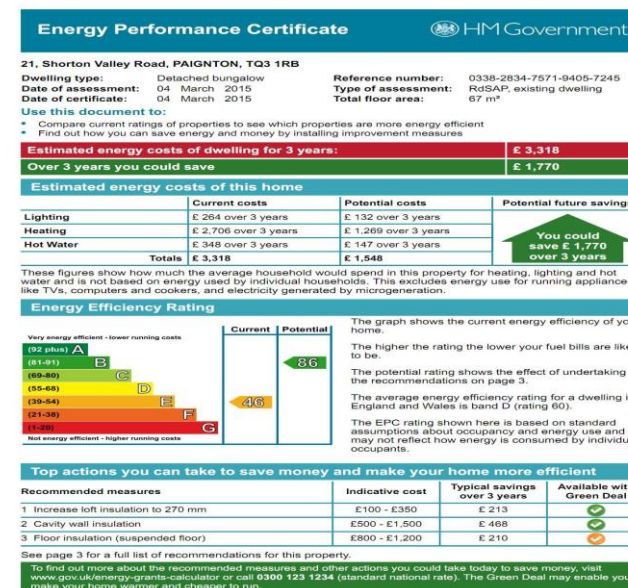 Energy Performance Certificate HM Government
21, Shorton Valley Road, PAIGNTON, TQ3 1RB
Dwelling type: Detached bungalow Reference number: 0338-2834-7571-9405-7245
Date of assessment: 04 March 2015 Type of assessment: RdSAP, existing dwelling
Date of certificate: 04 March 2015 Total floor area: 67 m²
Use this document to:
• Compare current ratings of properties to see which properties are more energy efficient
• Find out how you can save energy and money by installing improvement measures
Estimated energy costs of dwelling for 3 years: £ 3,318
Over 3 years you could save £ 1,770
Estimated energy costs of this home
Current costs Potential costs Potential future saving
Lighting £ 264 over 3 years £ 132 over 3 years
Heating £ 2,706 over 3 years £ 1,269 over 3 years
Hot Water £ 348 over 3 years £ 147 over 3 years
Totals £ 3,318 £ 1,548
You could
save £ 1,770
over 3 years
These figures show how much the average household would spend in this property for heating, lighting and hot
water and is not based on energy used by individual households. This excludes energy use for running appliance
like TVs, computers and cookers, and electricity generated by microgeneration.
Energy Efficiency Rating
Current Potential
Very energy efficient - lower running costs
(92 plus) A
(81-91) B
(69-80) C
(55-68) D
(39-54) E
(21-38) F
(1-20) G
Not energy efficient - higher running costs
86
46
The graph shows the current energy efficiency of yo
home.
The higher the rating the lower your fuel bills are like
to be.
The potential rating shows the effect of undertaking
the recommendations on page 3.
The average energy efficiency rating for a dwelling i
England and Wales is band D (rating 60).
The EPC rating shown here is based on standard
assumptions about occupancy and energy use and
may not reflect how energy is consumed by individu
occupants.
Top actions you can take to save money and make your home more efficient
Recommended measures Indicative cost Typical savings over 3 years Available wit Green Deal
1 Increase loft insulation to 270 mm £100 - £350 £ 213
2 Cavity wall insulation £500 - £1,500 £ 468
3 Floor insulation (suspended floor) £800 - £1,200 £ 210
See page 3 for a full list of recommendations for this property.
To find out more about the recommended measures and other actions you could take today to save money, visit
www.gov.uk/energy-grants-calculator or call 0300 123 1234 (standard national rate). The Green Deal may enable you
make your home warmer and cheaper to run.